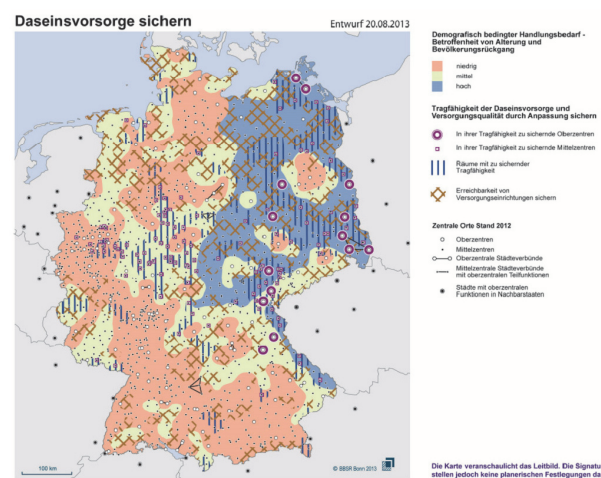 Daseinsvorsorge sichern
Entwurf 20.08.2013
Demografisch bedingter Handlungsbedarf -
Betroffenheit von Alterung und
Bevölkerungsrückgang
niedrig
mittel
hoch
Tragfähigkeit der Daseinsvorsorge und
Versorgungsqualität durch Anpassung sichern
In ihrer Tragfähigkeit zu sichernde Oberzentren
In ihrer Tragfähigkeit zu sichernde Mittelzentren
Räume mit zu sichernder
Tragfähigkeit
Erreichbarkeit von
Versorgungseinrichtungen sichern
Zentrale Orte Stand 2012
Oberzentren
Mittelzentren
Oberzentrale Städteverbünde
Mittelzentrale Städteverbünde
mit oberzentralen Teilfunktionen
Städte mit oberzentralen
Funktionen in Nachbarstaaten
100 km
© BBSR Bonn 2013
Die Karte veranschaulicht das Leitbild. Die Signatu
stellen jedoch keine planerischen Festlegungen da